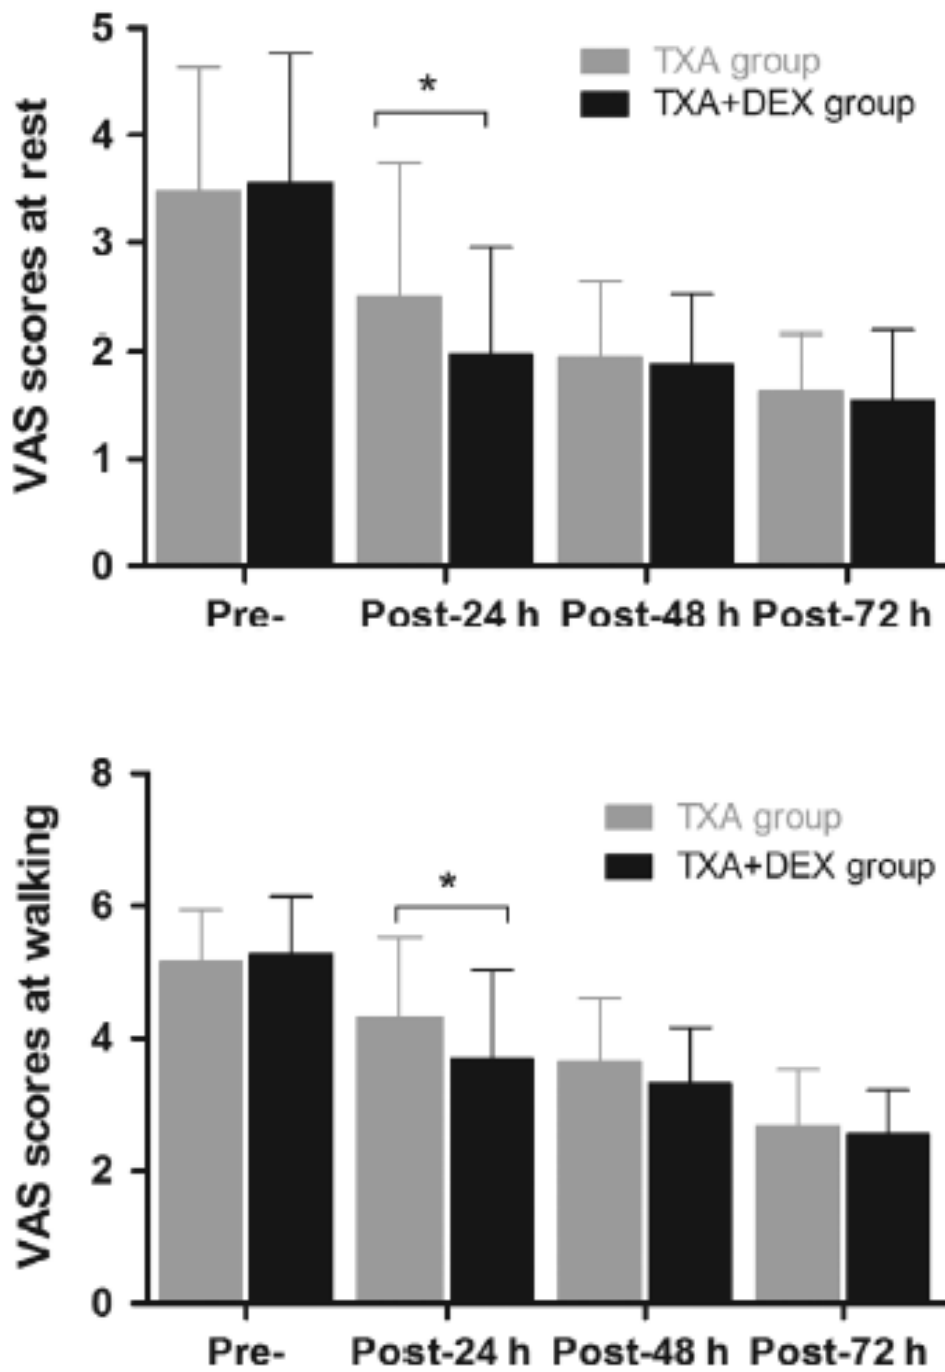 5
4
3
2
1
0
VAS scores at rest
TXA group
TXA+DEX group
*
Pre-
Post-24 h
Post-48 h
Post-72 h
8
6
4
2
0
VAS scores at walking
TXA group
TXA+DEX group
*
Pre-
Post-24 h
Post-48 h
Post-72 h